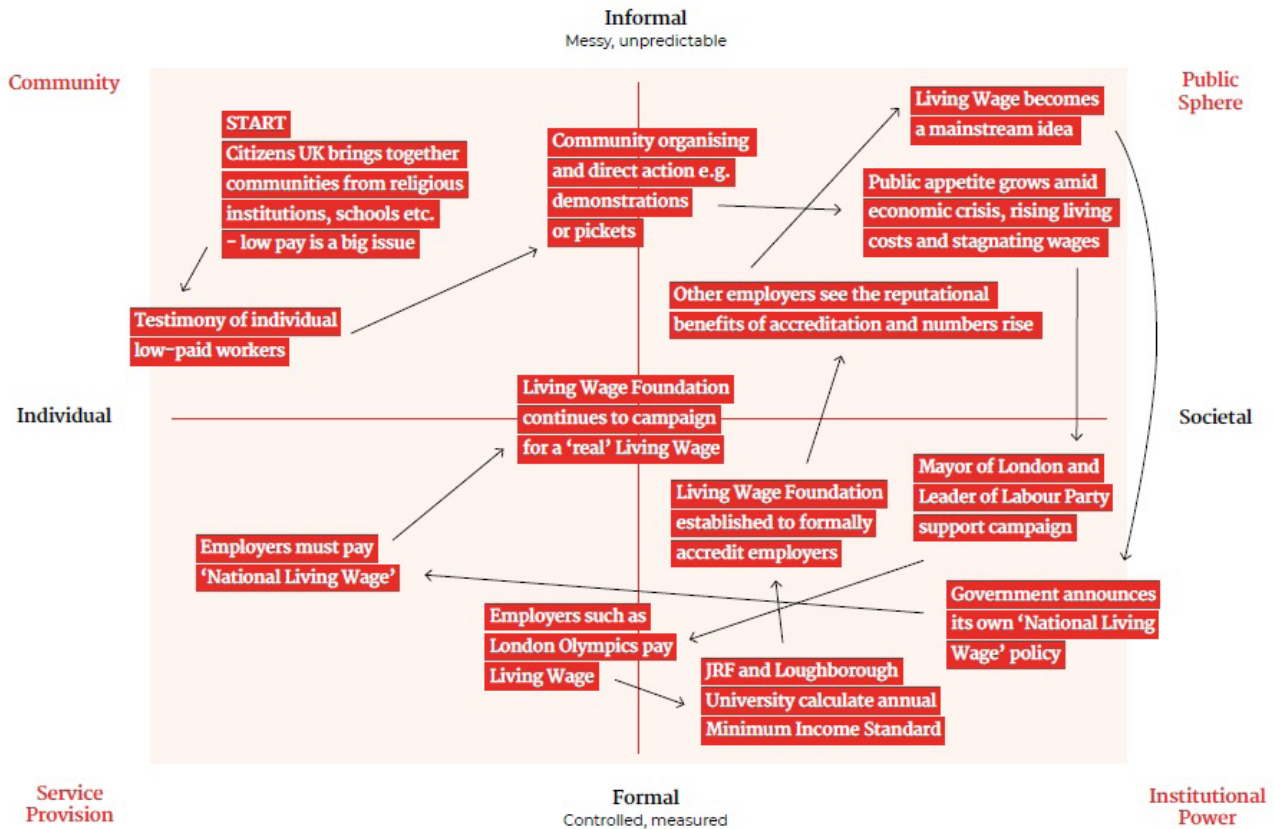 Informal
Messy, unpredictable
Community
Public
Sphere
START
Citizens UK brings together
communities from religious
institutions, schools etc.
– low pay is a big issue
Testimony of individual
low-paid workers
Community organising
and direct action e.g.
demonstrations
or pickets
Living Wage becomes
a mainstream idea
Public appetite grows amid
economic crisis, rising living
costs and stagnating wages
Other employers see the reputational
benefits of accreditation and numbers rise
Individual
Living Wage Foundation
continues to campaign
for a ‘real’ Living Wage
Societal
Mayor of London and
Leader of Labour Party
support campaign
Living Wage Foundation
established to formally
accredit employers
Employers must pay
‘National Living Wage’
Government announces
its own ‘National Living
Wage’ policy
Employers such as
London Olympics pay
Living Wage
JRF and Loughborough
University calculate annual
Minimum Income Standard
Service
Provision
Formal
Controlled, measured
Institutional
Power